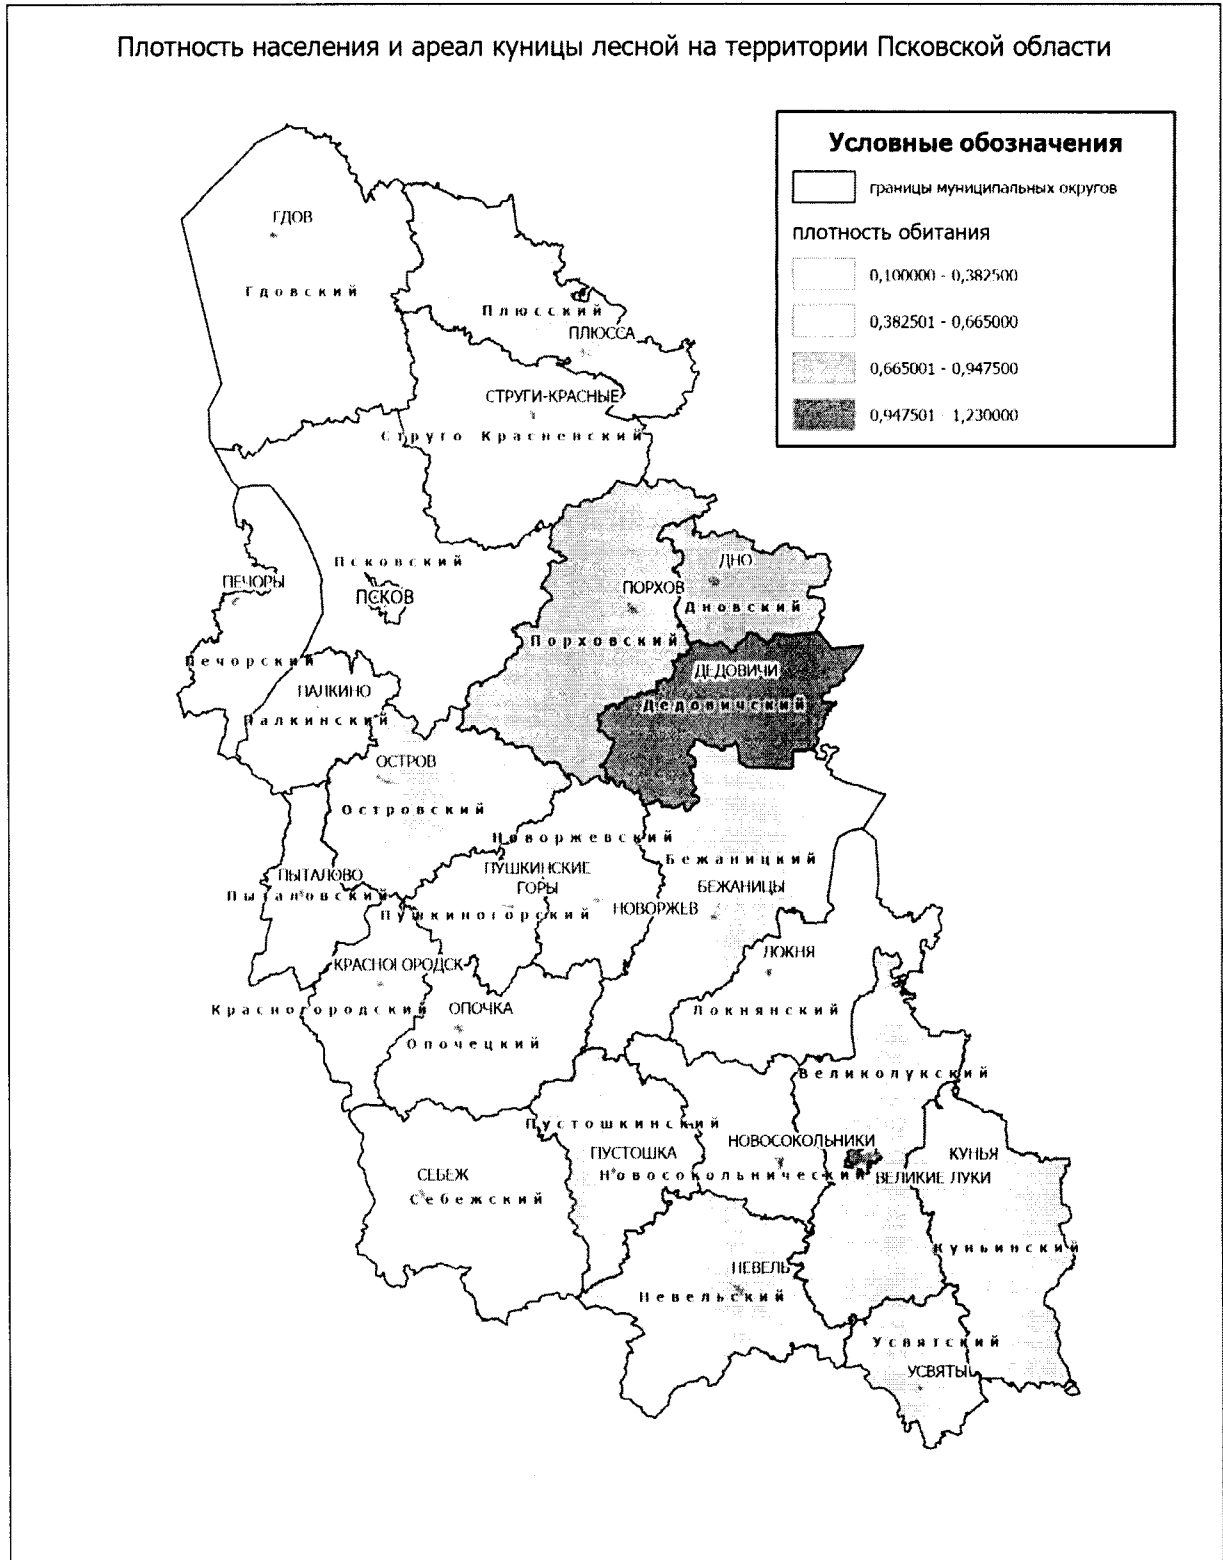 Плотность населения и ареал куницы лесной на территории Псковской области
Условные обозначения
границы муниципальных округов
плотность обитания
0,100000 - 0,382500
0,382501 - 0,665000
0,665001 - 0,947500
0,947501 1,230000
ГДОВ
Гдовский
Плюсский
ПЛЮССА
СТРУГИ-КРАСНЫЕ
Струго Красненский
Псковский
ПСКОВ
ПЕЧОРЫ
Печорский
ДНО
Дновский
ПОРХОВ
Порховский
ДЕДОВИЧИ
Дедовичский
ПАЛКИНО
Палкинский
ОСТРОВ
Островский
Новоржевский
НОВОРЖЕВ
Бежаницкий
БЕЖАНИЦЫ
ПУШКИНСКИЕ
ГОРЫ
Пушкиногорский
ПЫТАЛОВО
Пыталовский
КРАСНОГОРОДСК
Красногородский
ОПОЧКА
Опочецкий
ЛОКНЯ
Локнянский
Великолукский
ВЕЛИКИЕ ЛУКИ
Пустошкинский
ПУСТОШКА
НОВОСОКОЛЬНИКИ
Новосокольнический
КУНЬЯ
Куньинский
СЕБЕЖ
Себежский
НЕВЕЛЬ
Невельский
Усвятский
УСВЯТЫ